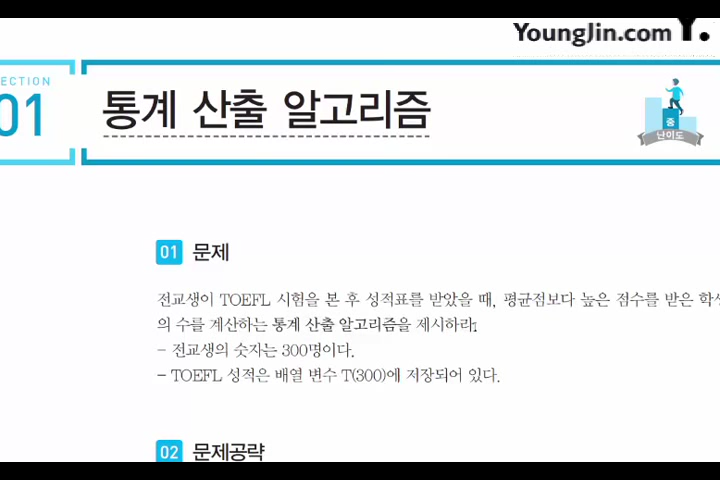 YoungJin.com Y.
ECTION
01
통계 산출 알고리즘
중
난이도
01 문제
전교생이 TOEFL 시험을 본 후 성적표를 받았을 때, 평균점보다 높은 점수를 받은 학생
의 수를 계산하는 통계 산출 알고리즘을 제시하라.
- 전교생의 숫자는 300명이다.
- TOEFL 성적은 배열 변수 T(300)에 저장되어 있다.
02 문제공략